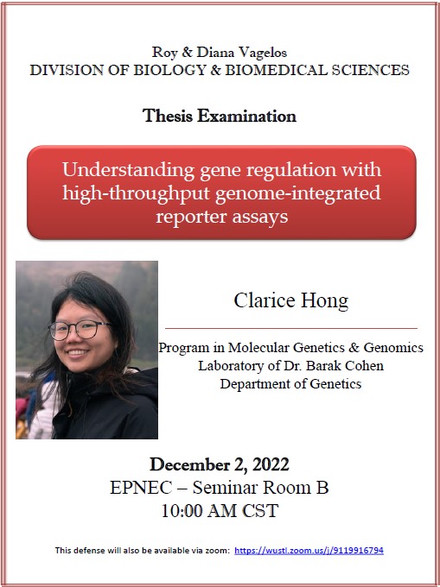 Roy & Diana Vagelos
DIVISION OF BIOLOGY & BIOMEDICAL SCIENCES
Thesis Examination
Understanding gene regulation with
high-throughput genome-integrated
reporter assays
Clarice Hong
Program in Molecular Genetics & Genomics
Laboratory of Dr. Barak Cohen
Department of Genetics
December 2, 2022
EPNEC – Seminar Room B
10:00 AM CST
This defense will also be available via zoom: https://wustl.zoom.us/j/9119916794